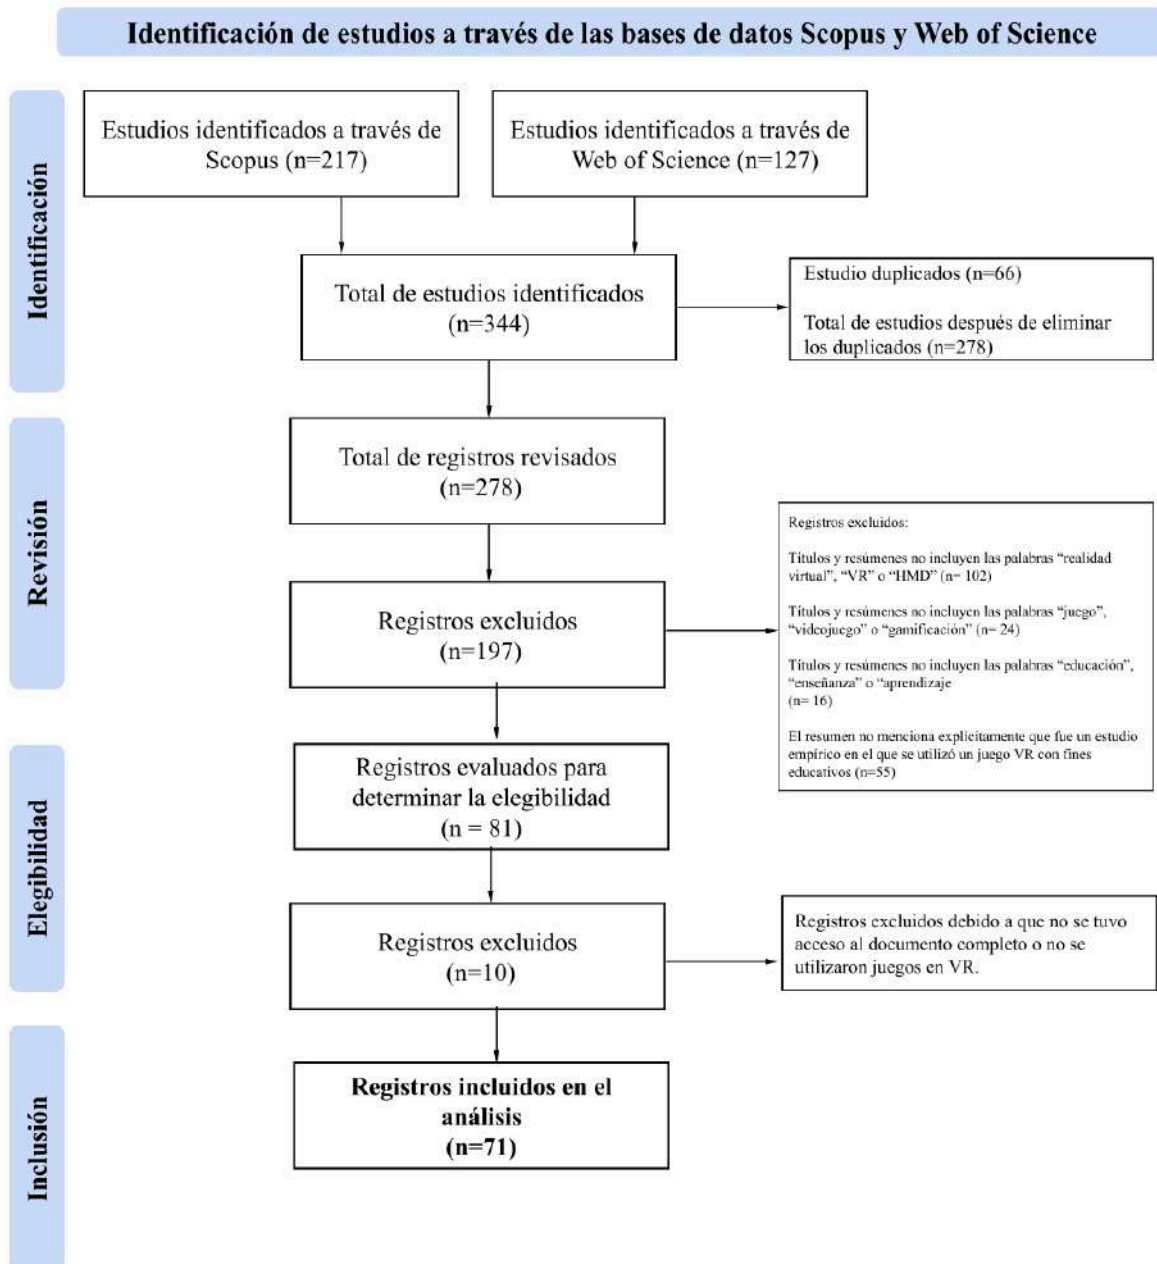 Identificación de estudios a través de las bases de datos Scopus y Web of Science
Identificación
Estudios identificados a través de
Scopus (n=217)
Estudios identificados a través de
Web of Science (n=127)
Total de estudios identificados
(n=344)
Estudio duplicados (n=66)
Total de estudios después de eliminar
los duplicados (n=278)
Revisión
Total de registros revisados
(n=278)
Registros excluidos
(n=197)
Registros excluidos:
Títulos y resúmenes no incluyen las palabras “realidad
virtual”, “VR” o “HMD” (n= 102)
Títulos y resúmenes no incluyen las palabras “juego”,
“videojuego” o “gamificación” (n= 24)
Títulos y resúmenes no incluyen las palabras “educación”,
“enseñanza” o “aprendizaje
(n= 16)
El resumen no menciona explícitamente que fue un estudio
empírico en el que se utilizó un juego VR con fines
educativos (n=55)
Elegibilidad
Registros evaluados para
determinar la elegibilidad
(n = 81)
Registros excluidos
(n=10)
Registros excluidos debido a que no se tuvo
acceso al documento completo o no se
utilizaron juegos en VR.
Inclusión
Registros incluidos en el
análisis
(n=71)